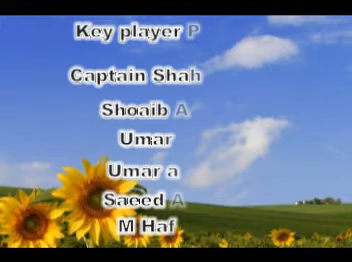 Key player P
Captain Shah
Shoaib A
Umar
Umar a
Saeed A
M Haf